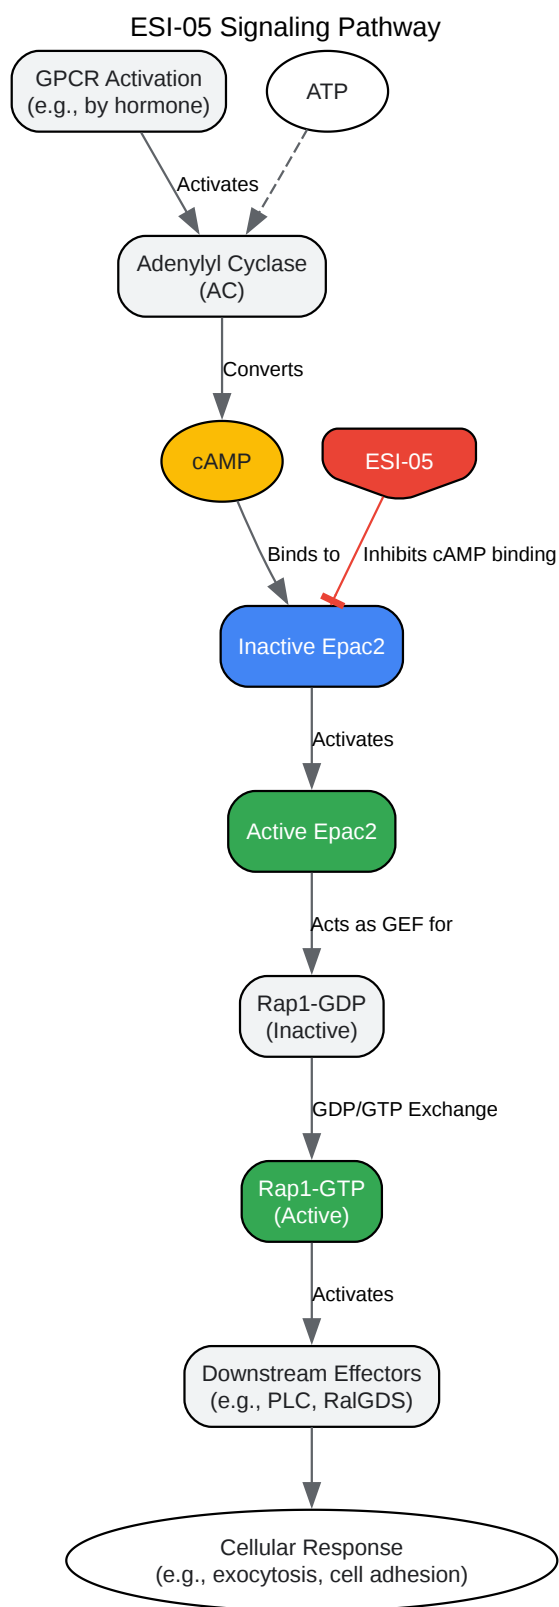 ESI-05 Signaling Pathway
GPCR Activation
(e.g., by hormone)
ATP
Activates
Adenylyl Cyclase
(AC)
Converts
cAMP
ESI-05
Binds to
Inhibits cAMP binding
Inactive Epac2
Activates
Active Epac2
Acts as GEF for
Rap1-GDP
(Inactive)
GDP/GTP Exchange
Rap1-GTP
(Active)
Activates
Downstream Effectors
(e.g., PLC, RalGDS)
Cellular Response
(e.g., exocytosis, cell adhesion)